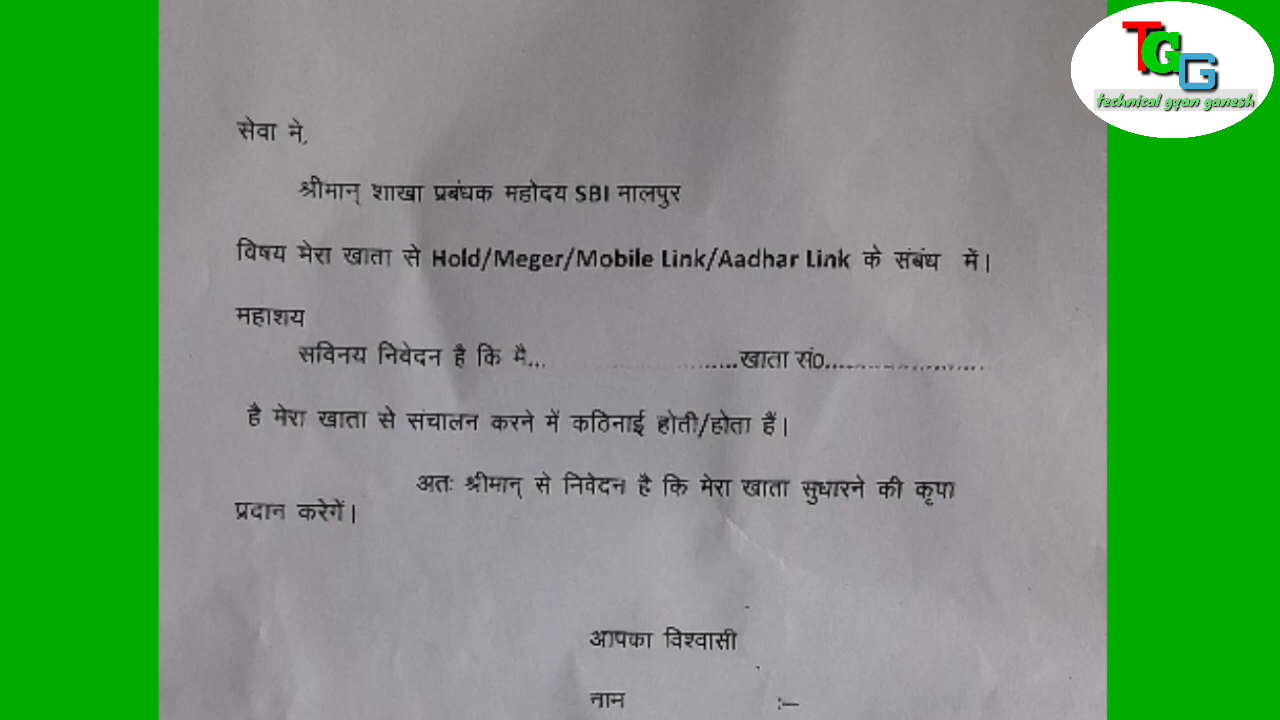 TGG
technical gyan ganesh
सेवा ने,
श्रीमान् शाखा प्रबंधक महोदय SBI मालपुर
विषय मेरा खाता से Hold/Meger/Mobile Link/Aadhar Link के संबंध में।
महाशय
सविनय निवेदन है कि मै... .....................खाता सं०........................
है मेरा खाता से संचालन करने में कठिनाई होती/होता हैं।
अतः श्रीमान् से निवेदन है कि मेरा खाता सुधारने की कृपा
प्रदान करेगें।
आपका विश्वासी
नाम :–